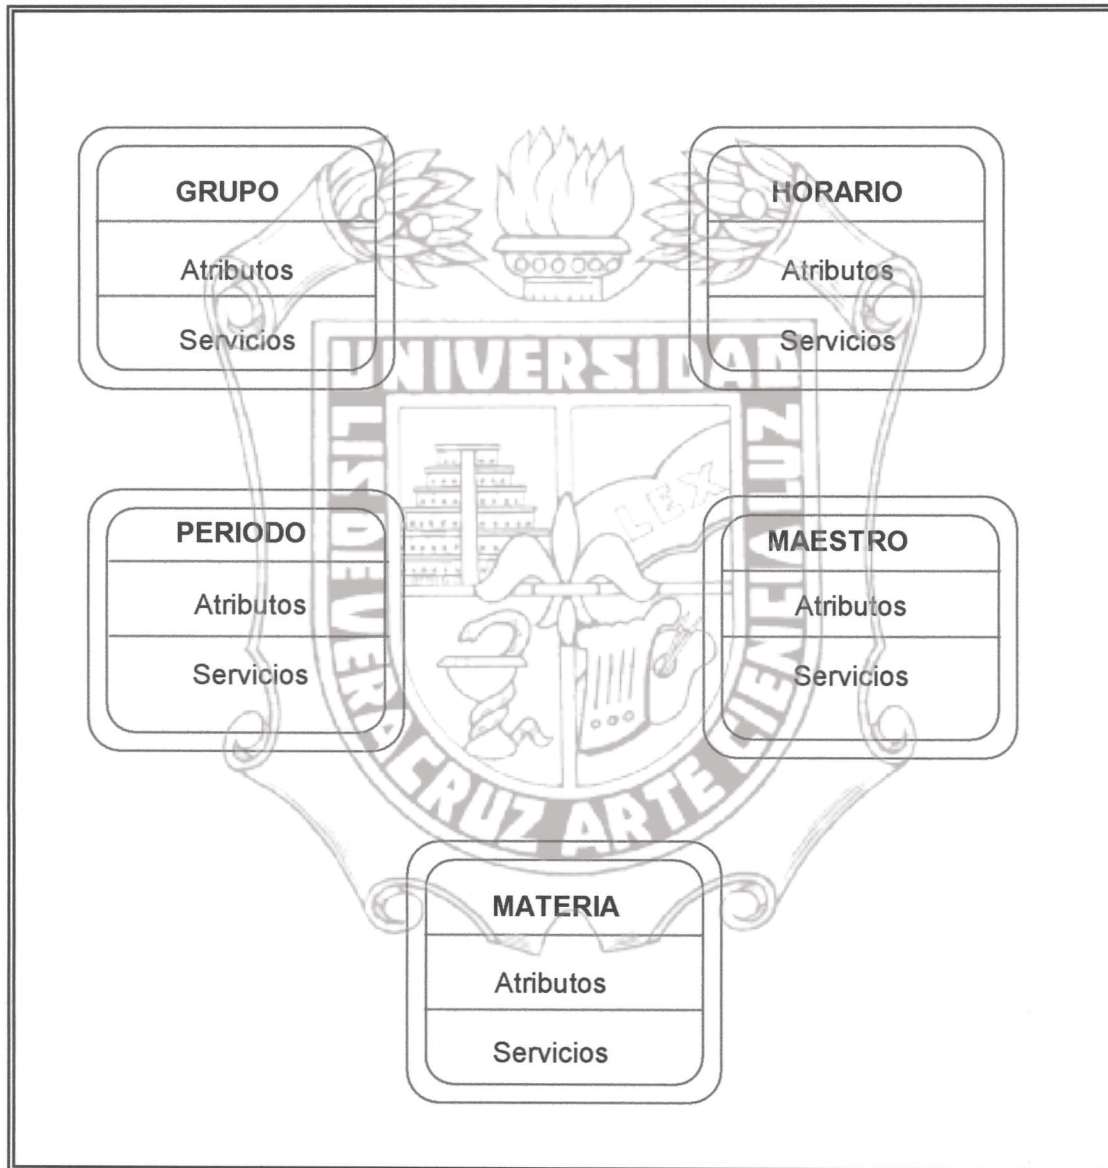 GRUPO
Atributos
Servicios
HORARIO
Atributos
Servicios
UNIVERSIDAD
VERACRUZ ARTE CIENCIA LUZ
LIS DE
LEX
PERIODO
Atributos
Servicios
MAESTRO
Atributos
Servicios
MATERIA
Atributos
Servicios